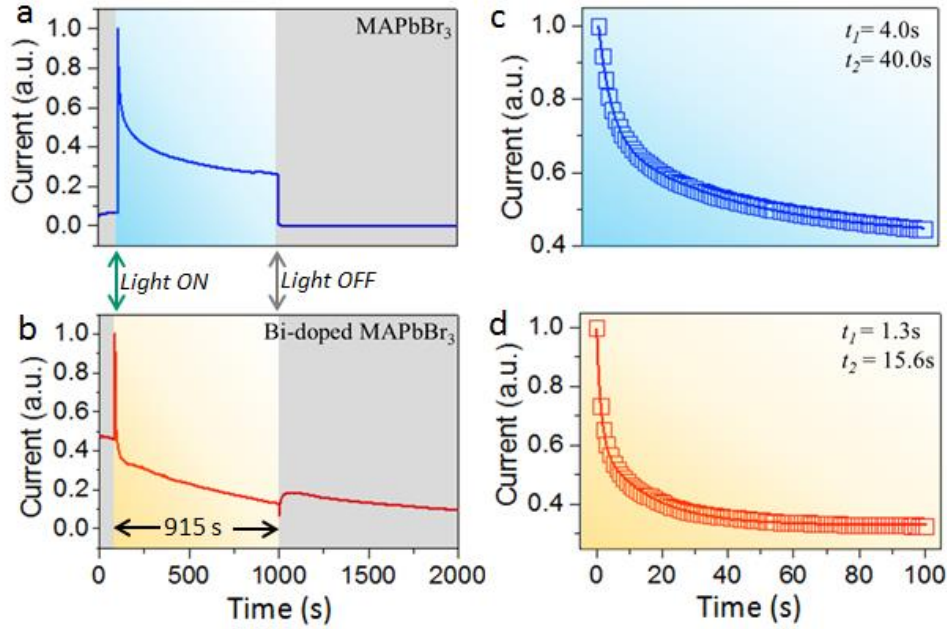 a
MAPbBr₃
Current (a.u.)
1.0
0.8
0.6
0.4
0.2
0.0
Light ON
Light OFF
b
Bi-doped MAPbBr₃
Current (a.u.)
1.0
0.8
0.6
0.4
0.2
0.0
915 s
0
500
1000
1500
2000
Time (s)
c
t₁ = 4.0s
t₂ = 40.0s
Current (a.u.)
1.0
0.8
0.6
0.4
d
t₁ = 1.3s
t₂ = 15.6s
Current (a.u.)
1.0
0.8
0.6
0.4
0
20
40
60
80
100
Time (s)